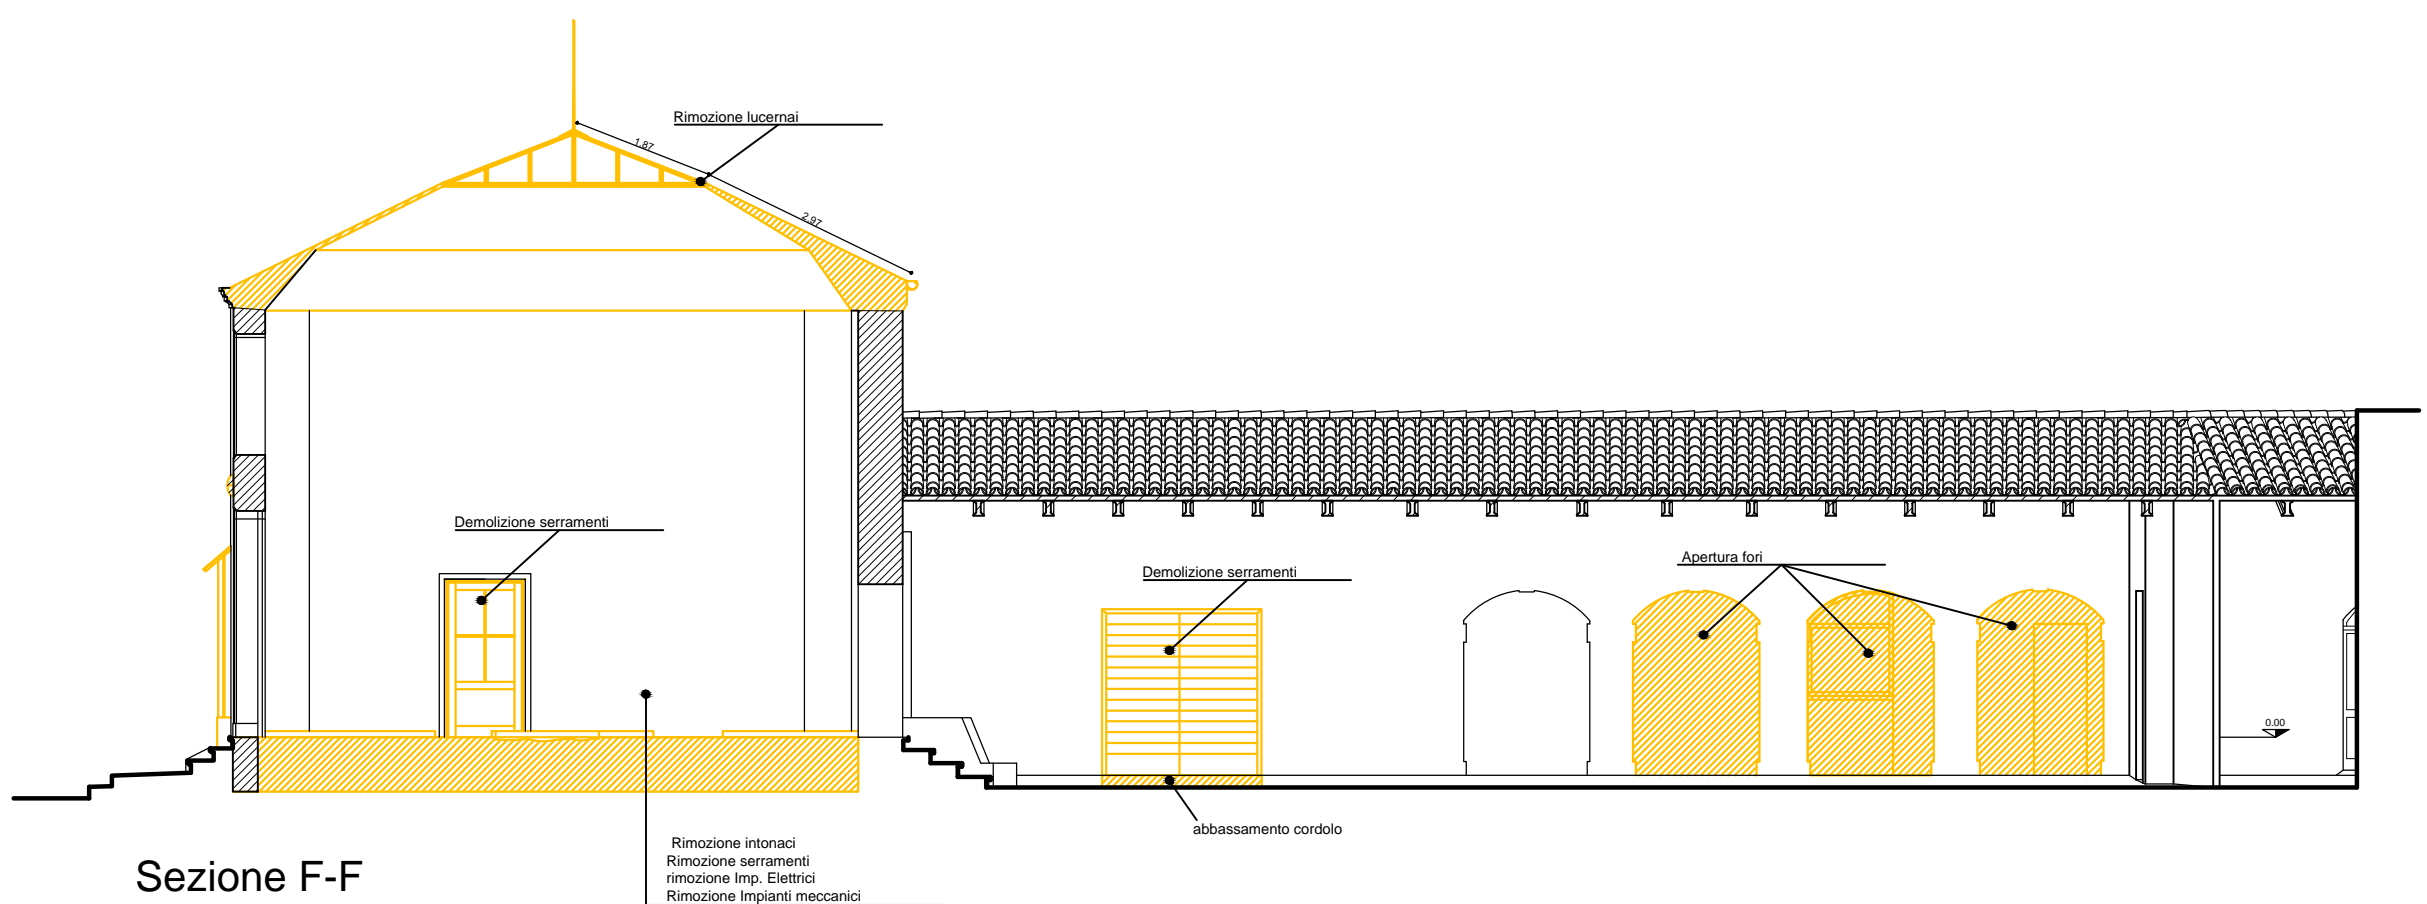 Rimozione lucernai
1.87
2.97
Demolizione serramenti
Demolizione serramenti
Apertura fori
0.00
abbassamento cordolo
Rimozione intonaci
Rimozione serramenti
rimozione Imp. Elettrici
Rimozione Impianti meccanici
Sezione F-F